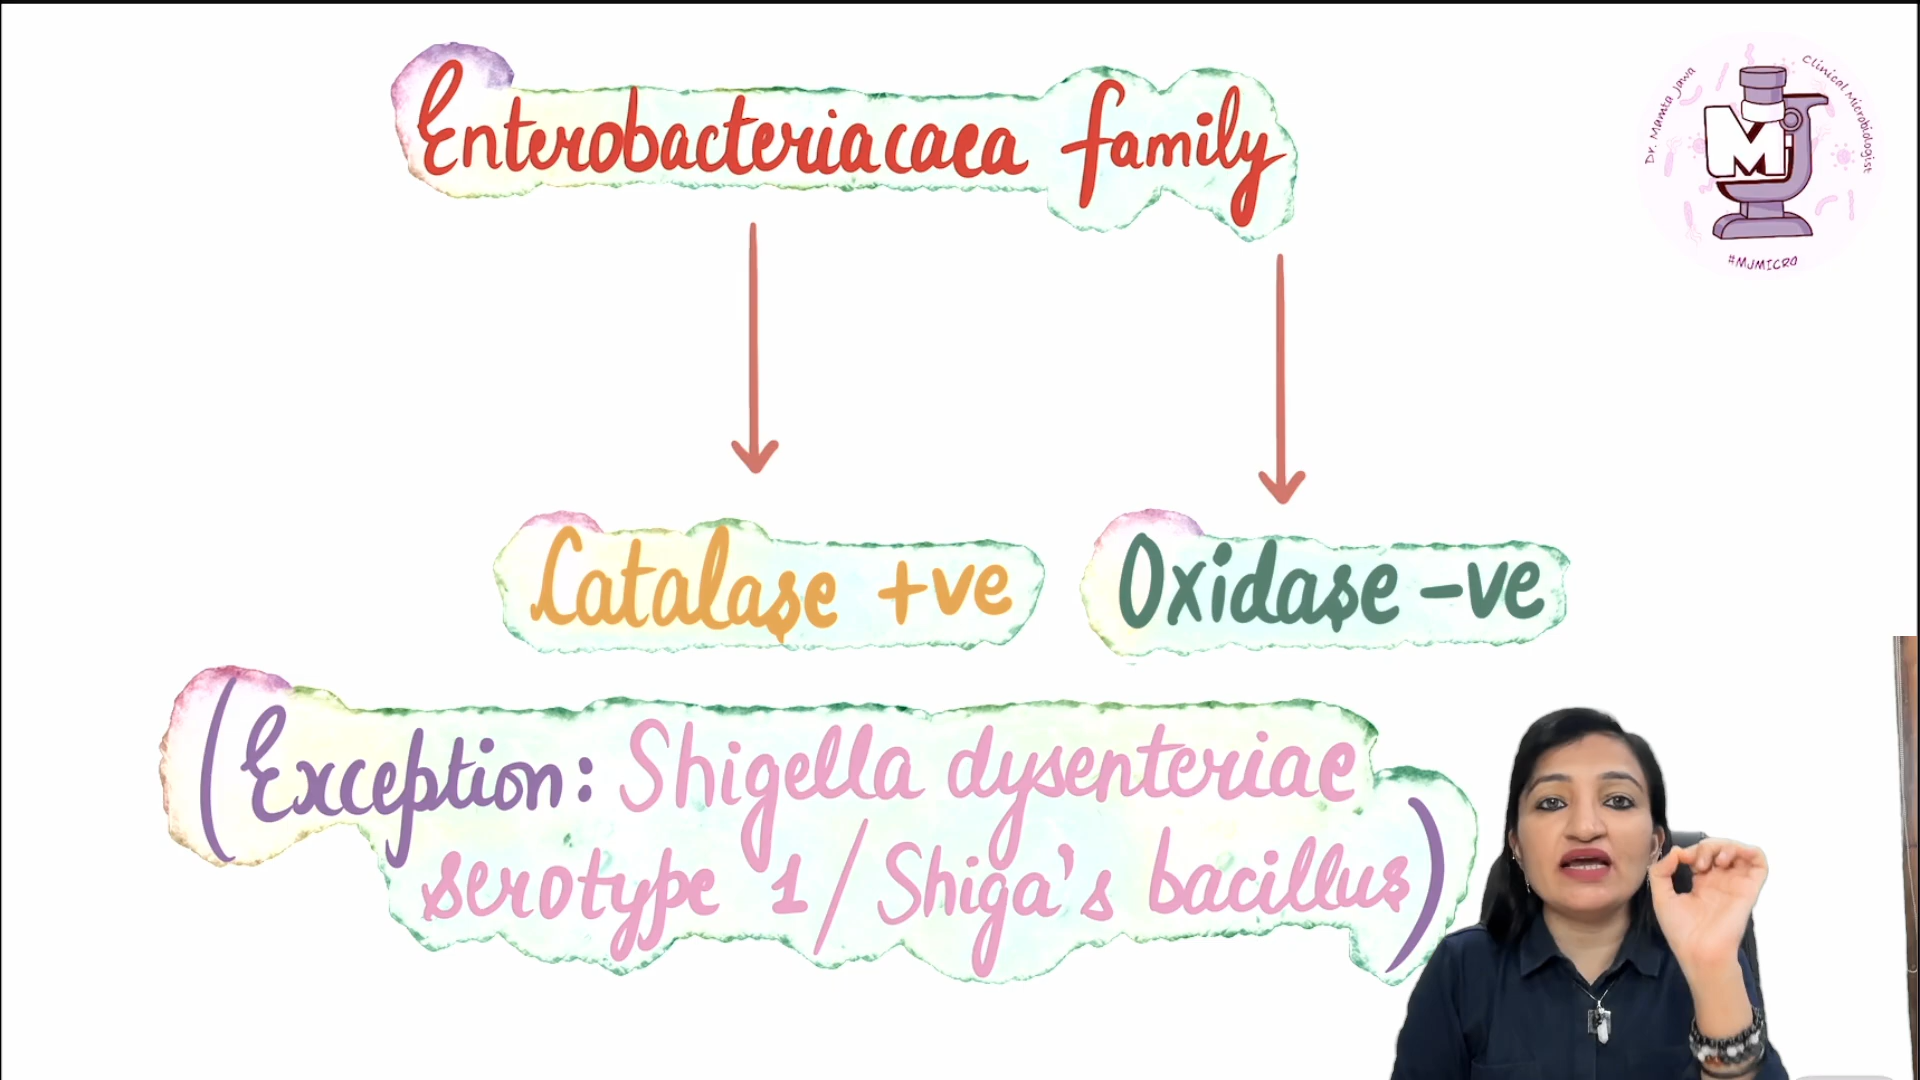 Enterobacteriacaea family
Dr. Mamta Jawa
Clinical Microbiologist
M
#MJMICRO
Catalase +ve
Oxidase -ve
(Exception: Shigella dysenteriae
serotype 1/Shiga's bacillus)